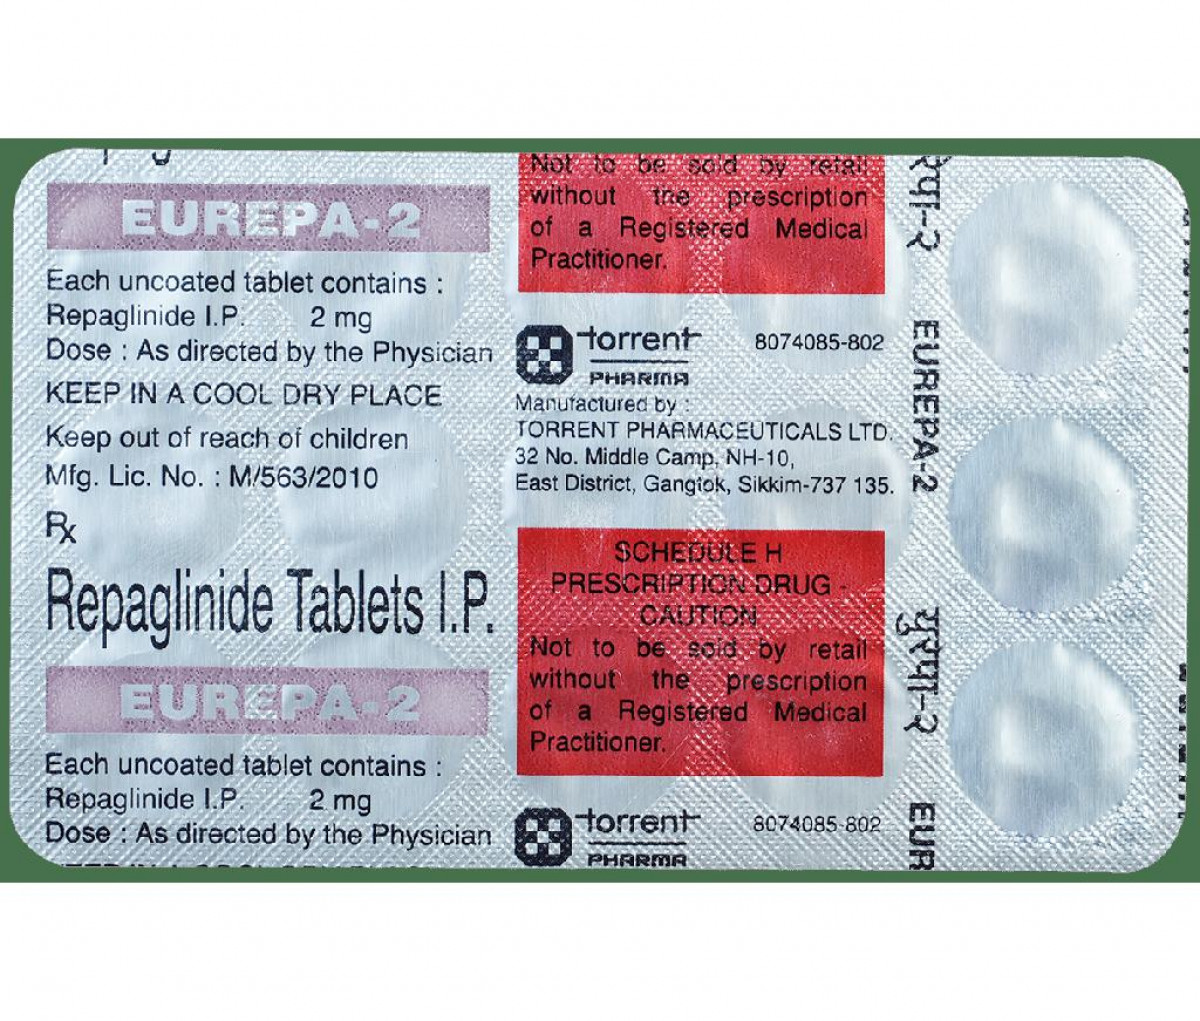 EUREPA-2
Each uncoated tablet contains :
Repaglinide I.P. 2 mg
Dose : As directed by the Physician
KEEP IN A COOL DRY PLACE
Keep out of reach of children
Mfg. Lic. No. : M/563/2010
Rx
Repaglinide Tablets I.P.
EUREPA-2
Each uncoated tablet contains :
Repaglinide I.P. 2 mg
Dose : As directed by the Physician
Not to be sold by retail
without the prescription
of a Registered Medical
Practitioner.
torrent
PHARMA
8074085-802
Manufactured by :
TORRENT PHARMACEUTICALS LTD.
32 No. Middle Camp, NH-10,
East District, Gangtok, Sikkim-737 135.
SCHEDULE H
PRESCRIPTION DRUG -
CAUTION
Not to be sold by retail
without the prescription
of a Registered Medical
Practitioner.
torrent
PHARMA
8074085-802
EUREPA-2
युरेपा-२
EUR